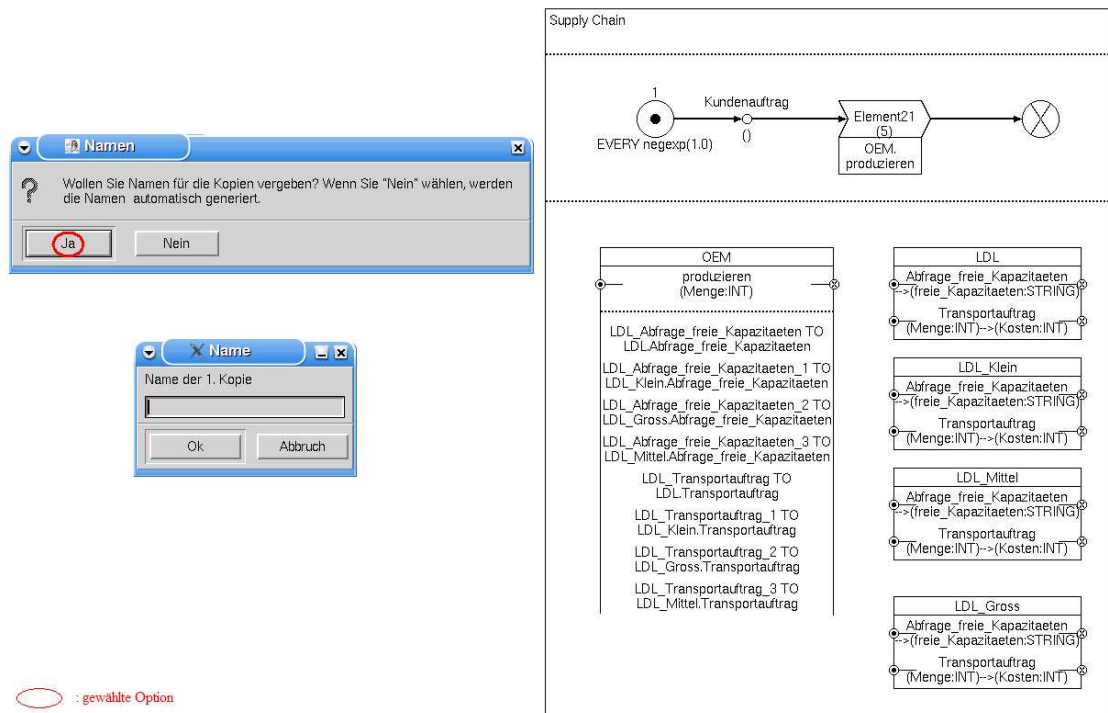 Namen
Wollen Sie Namen für die Kopien vergeben? Wenn Sie "Nein" wählen, werden
die Namen automatisch generiert.
Ja
Nein
Name
Name der 1. Kopie
Ok
Abbruch
: gewählte Option
Supply Chain
1
Kundenauftrag
EVERY negexp(1.0)
()
Element21
(5)
OEM.
produzieren
OEM
produzieren
(Menge:INT)
LDL_Abfrage_freie_Kapazitaeten TO
LDL.Abfrage_freie_Kapazitaeten
LDL_Abfrage_freie_Kapazitaeten_1 TO
LDL_Klein.Abfrage_freie_Kapazitaeten
LDL_Abfrage_freie_Kapazitaeten_2 TO
LDL_Gross.Abfrage_freie_Kapazitaeten
LDL_Abfrage_freie_Kapazitaeten_3 TO
LDL_Mittel.Abfrage_freie_Kapazitaeten
LDL_Transportauftrag TO
LDL.Transportauftrag
LDL_Transportauftrag_1 TO
LDL_Klein.Transportauftrag
LDL_Transportauftrag_2 TO
LDL_Gross.Transportauftrag
LDL_Transportauftrag_3 TO
LDL_Mittel.Transportauftrag
LDL
Abfrage_freie_Kapazitaeten
-->(freie_Kapazitaeten:STRING)
Transportauftrag
(Menge:INT)-->(Kosten:INT)
LDL_Klein
Abfrage_freie_Kapazitaeten
-->(freie_Kapazitaeten:STRING)
Transportauftrag
(Menge:INT)-->(Kosten:INT)
LDL_Mittel
Abfrage_freie_Kapazitaeten
-->(freie_Kapazitaeten:STRING)
Transportauftrag
(Menge:INT)-->(Kosten:INT)
LDL_Gross
Abfrage_freie_Kapazitaeten
-->(freie_Kapazitaeten:STRING)
Transportauftrag
(Menge:INT)-->(Kosten:INT)